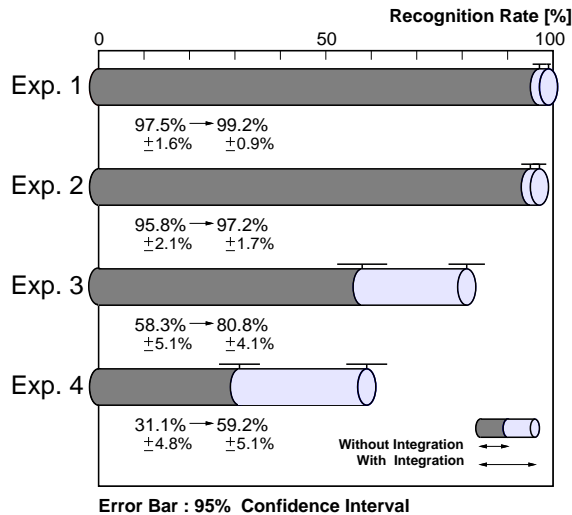 Recognition Rate [%]
0 50 100
Exp. 1
97.5% → 99.2%
±1.6% ±0.9%
Exp. 2
95.8% → 97.2%
±2.1% ±1.7%
Exp. 3
58.3% → 80.8%
±5.1% ±4.1%
Exp. 4
31.1% → 59.2%
±4.8% ±5.1%
Without Integration
With Integration
Error Bar : 95% Confidence Interval